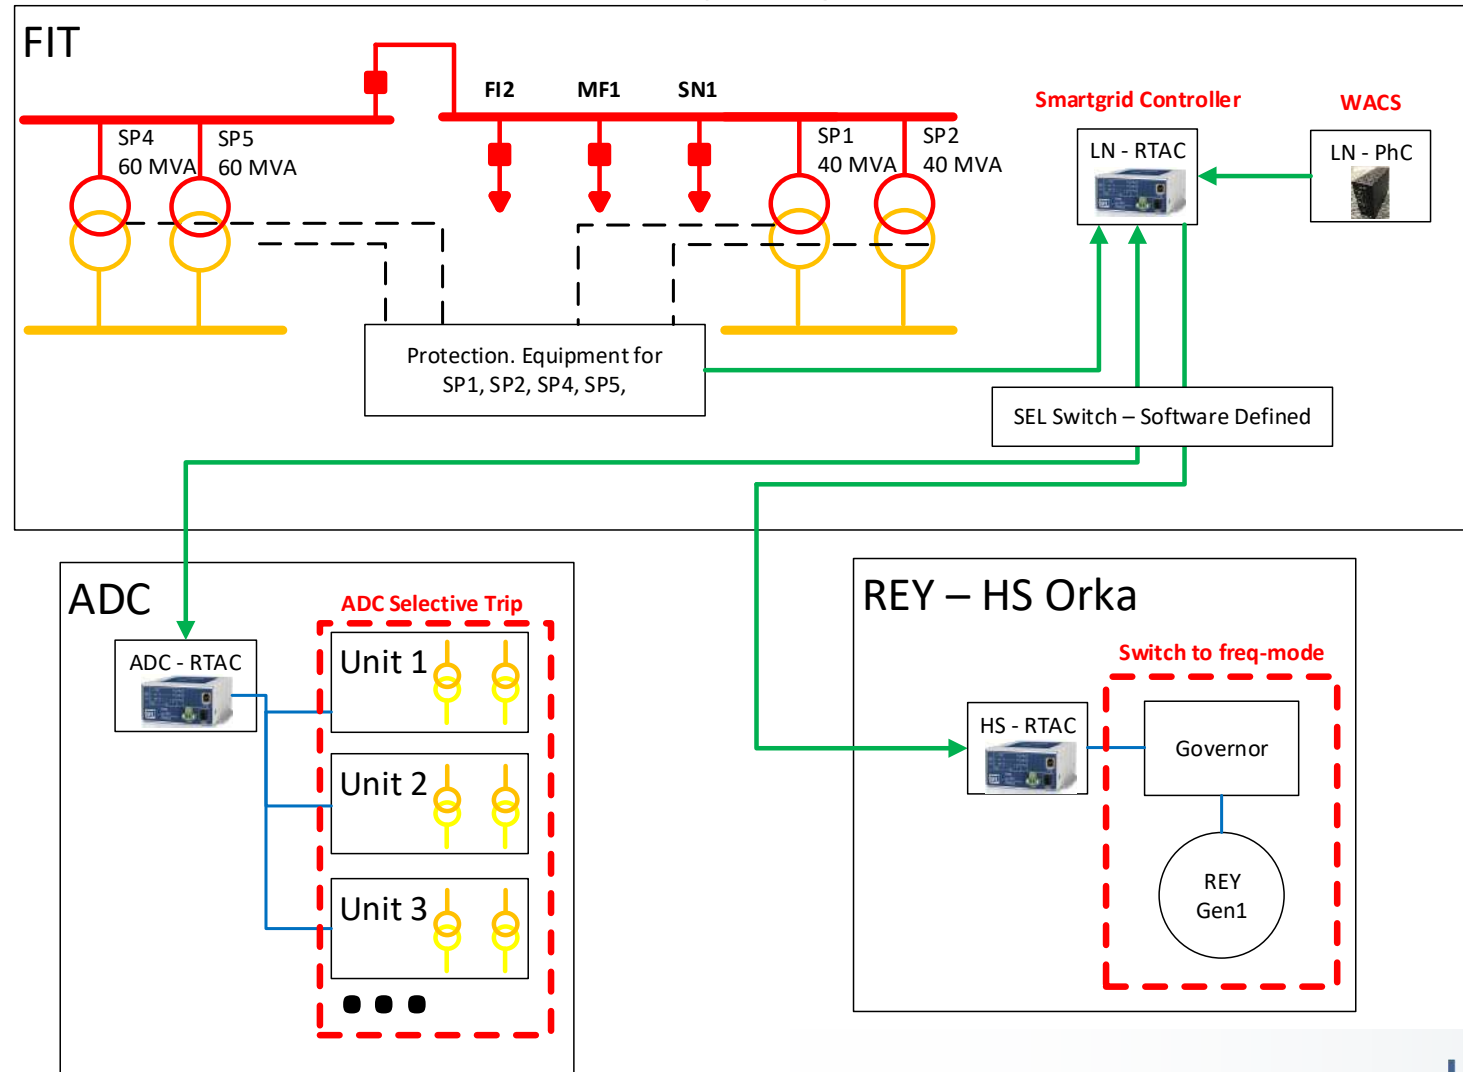 FIT
FI2
MF1
SN1
Smartgrid Controller
WACS
SP4
60 MVA
SP5
60 MVA
SP1
40 MVA
SP2
40 MVA
LN - RTAC
LN - PhC
Protection. Equipment for
SP1, SP2, SP4, SP5,
SEL Switch – Software Defined
ADC
ADC Selective Trip
ADC - RTAC
Unit 1
Unit 2
Unit 3
REY – HS Orka
Switch to freq-mode
HS - RTAC
Governor
REY
Gen1